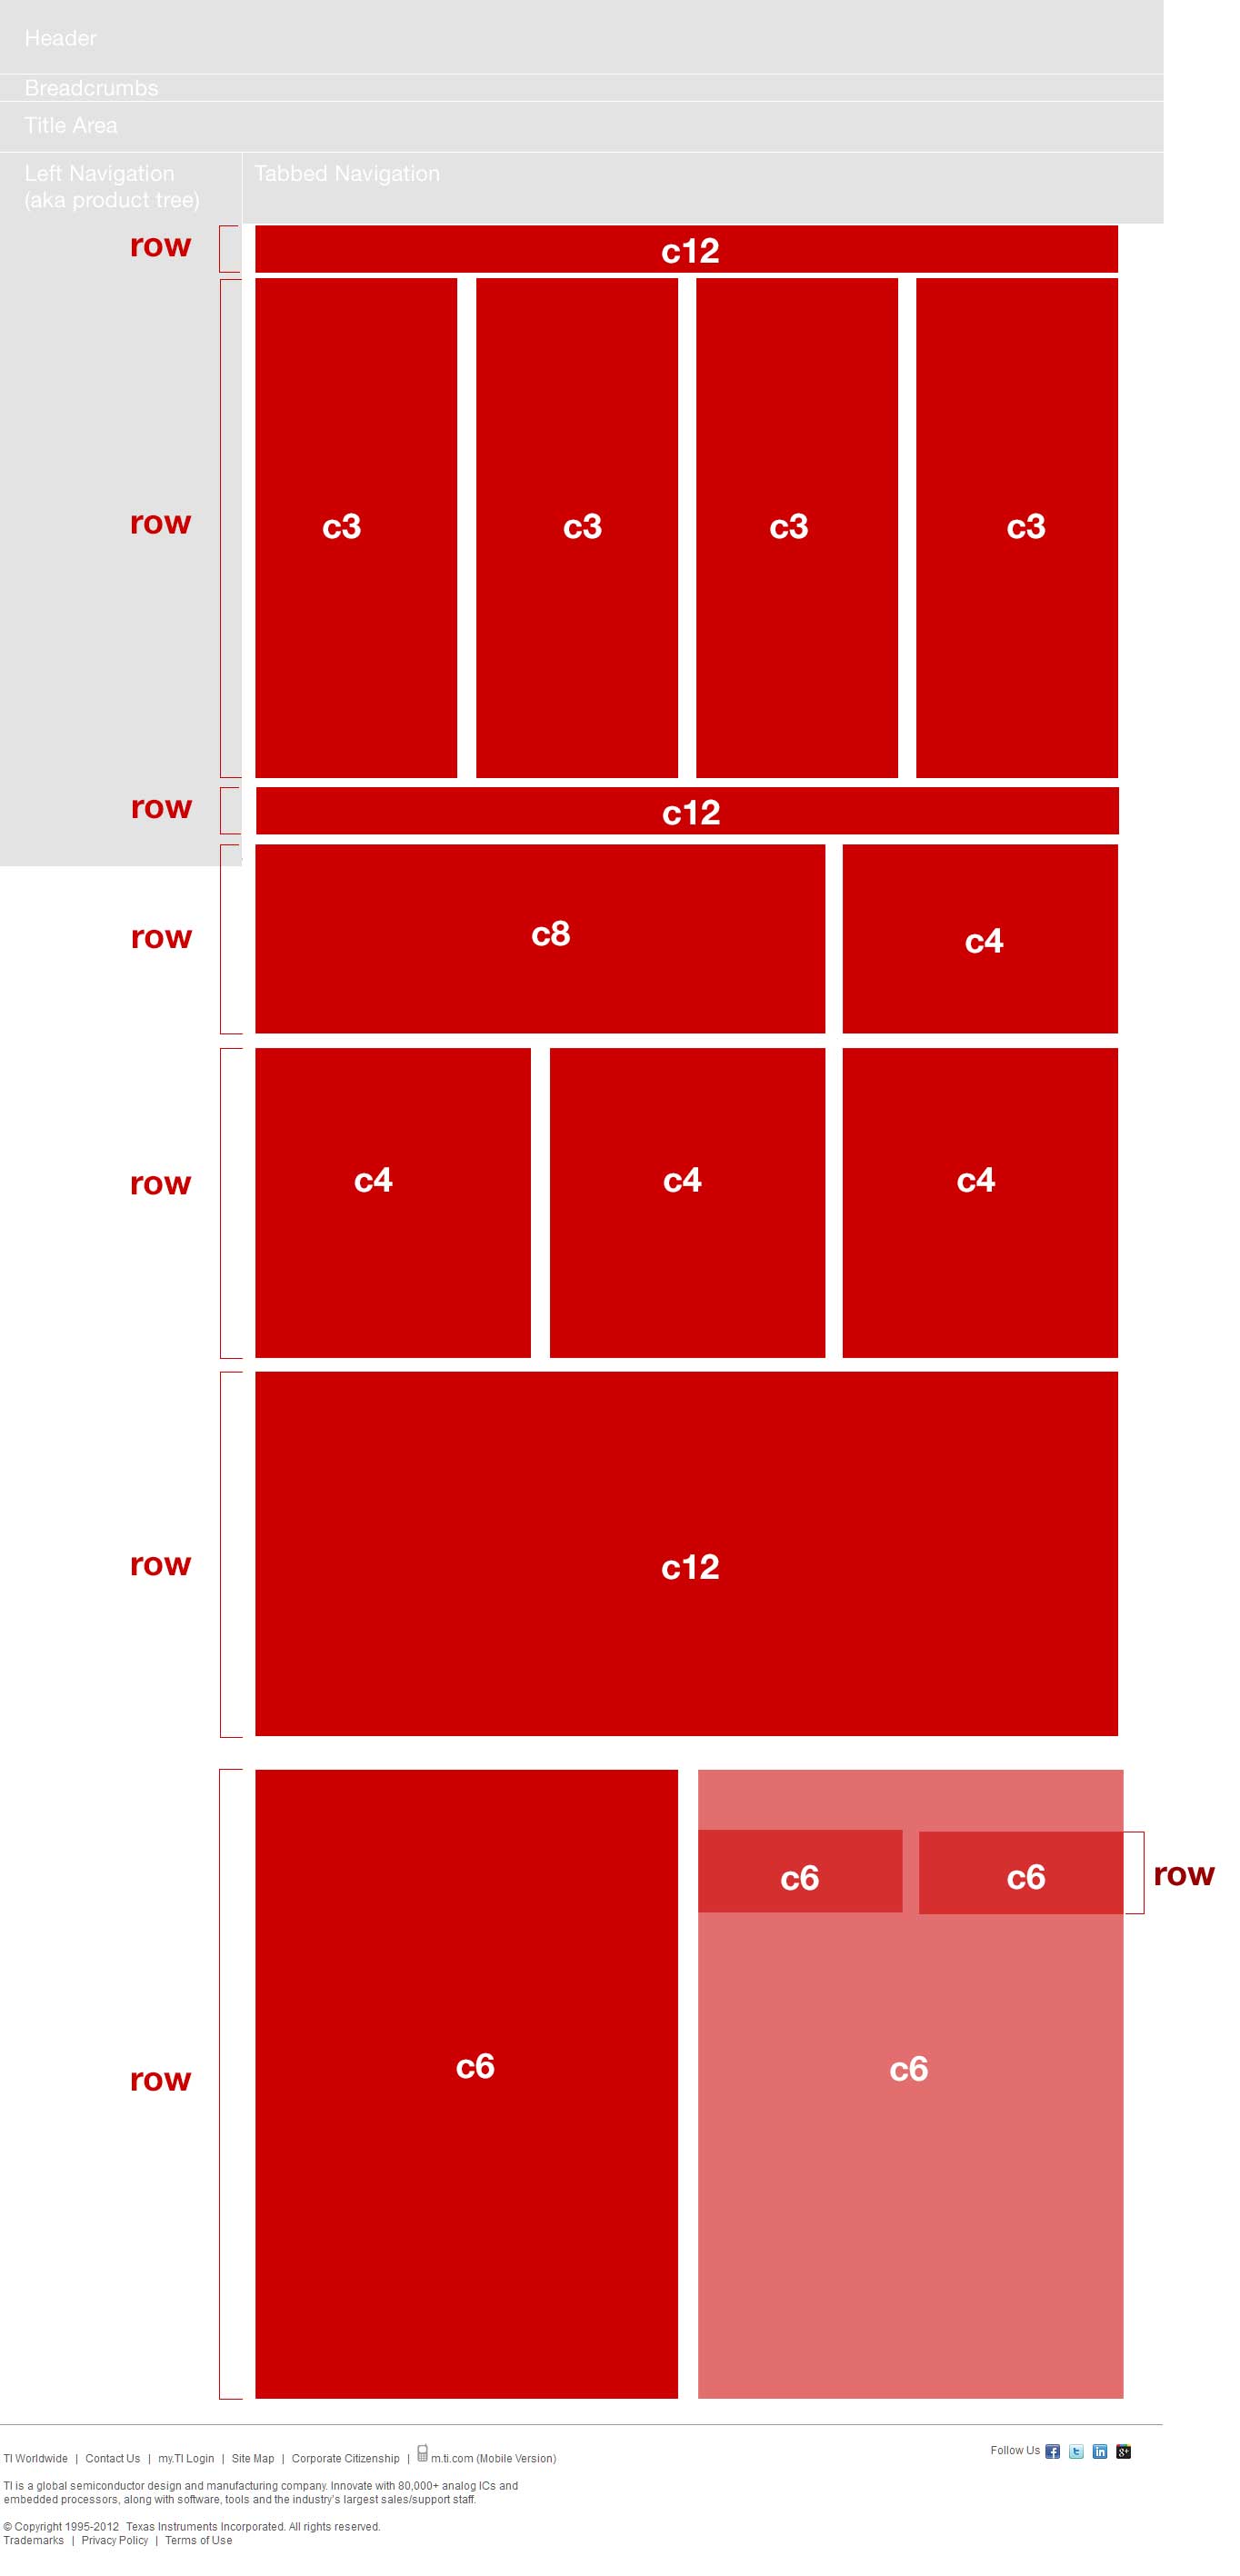 Header
Breadcrumbs
Title Area
Left Navigation
(aka product tree)
Tabbed Navigation
row
c12
row
c3 c3 c3 c3
row
c12
row
c8 c4
row
c4 c4 c4
row
c12
row
c6
c6 c6
row
c6
TI Worldwide | Contact Us | my.TI Login | Site Map | Corporate Citizenship | m.ti.com (Mobile Version)
Follow Us
TI is a global semiconductor design and manufacturing company. Innovate with 80,000+ analog ICs and
embedded processors, along with software, tools and the industry's largest sales/support staff.
© Copyright 1995-2012 Texas Instruments Incorporated. All rights reserved.
Trademarks | Privacy Policy | Terms of Use